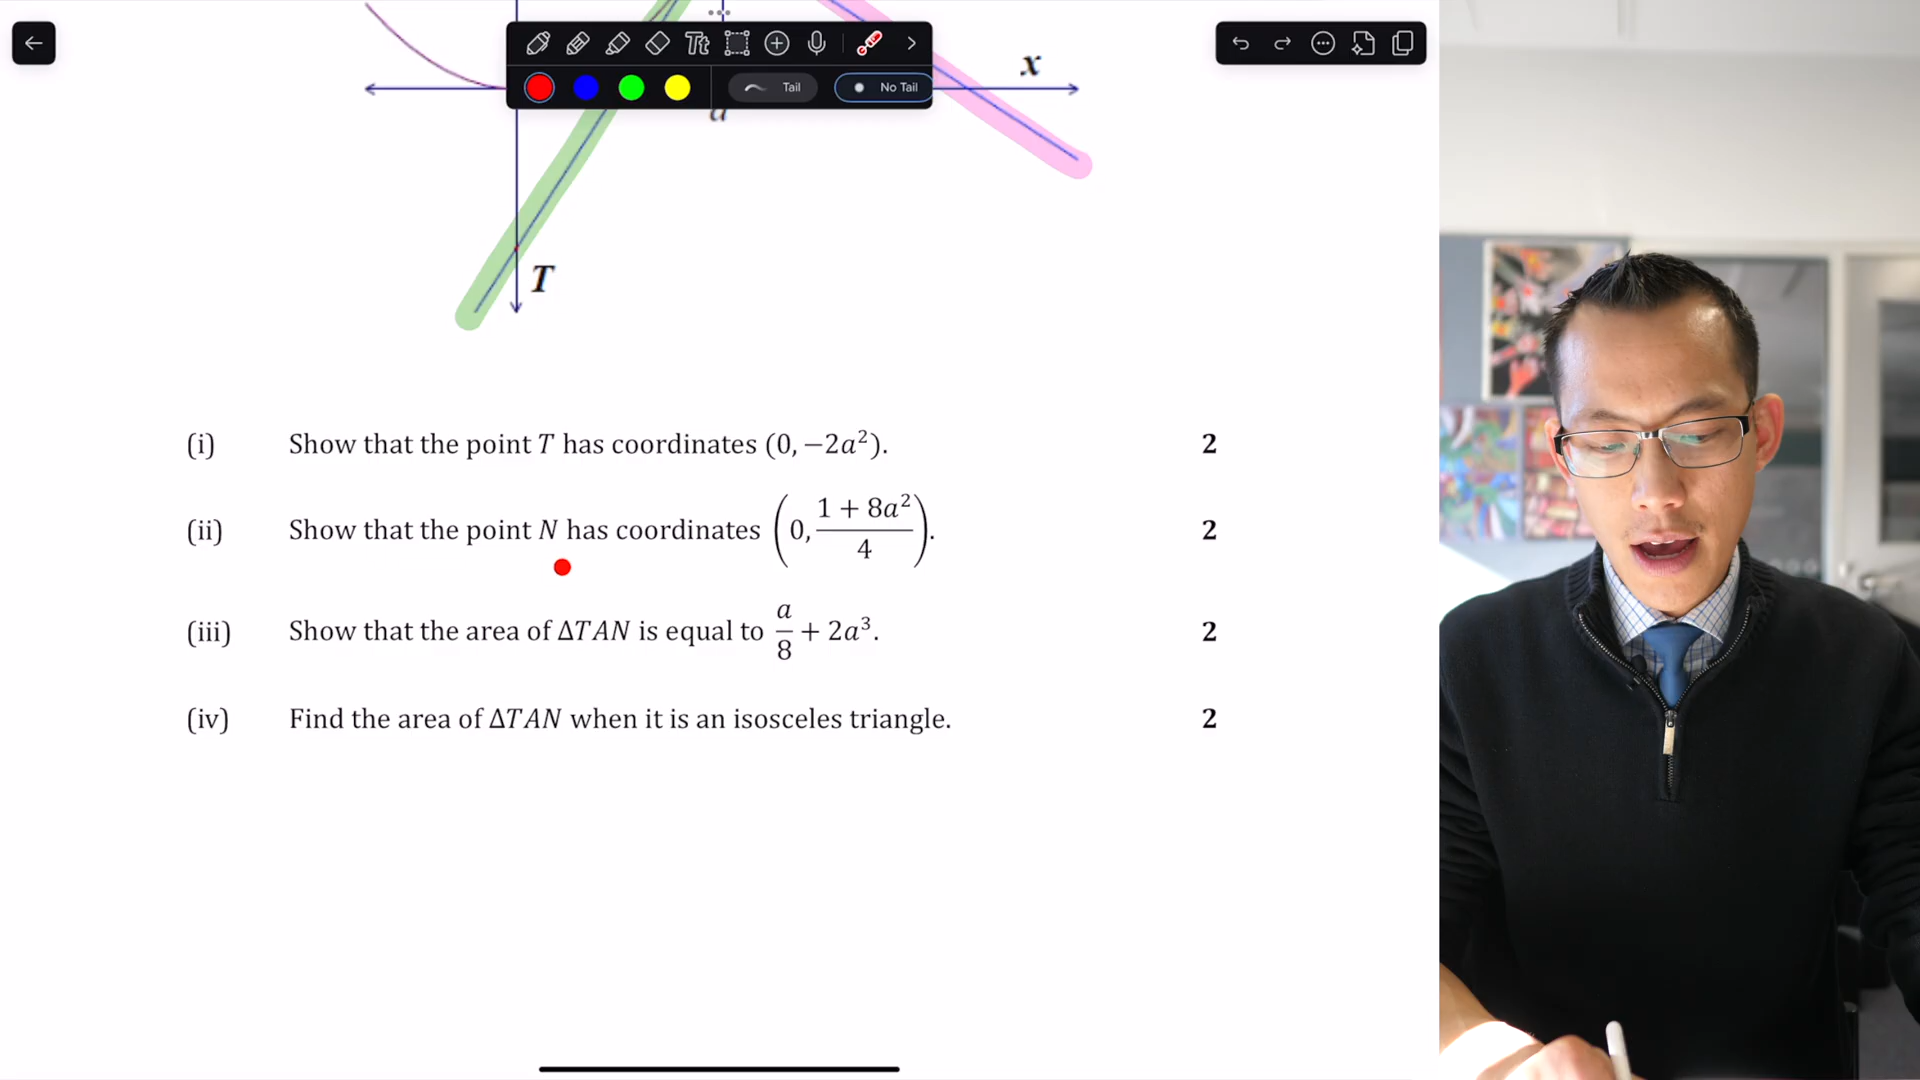 Tt
x
Tail
No Tail
a
T
(i) Show that the point T has coordinates (0, −2a²). 2
(ii) Show that the point N has coordinates (0, (1 + 8a²)/4). 2
(iii) Show that the area of ΔTAN is equal to a/8 + 2a³. 2
(iv) Find the area of ΔTAN when it is an isosceles triangle. 2